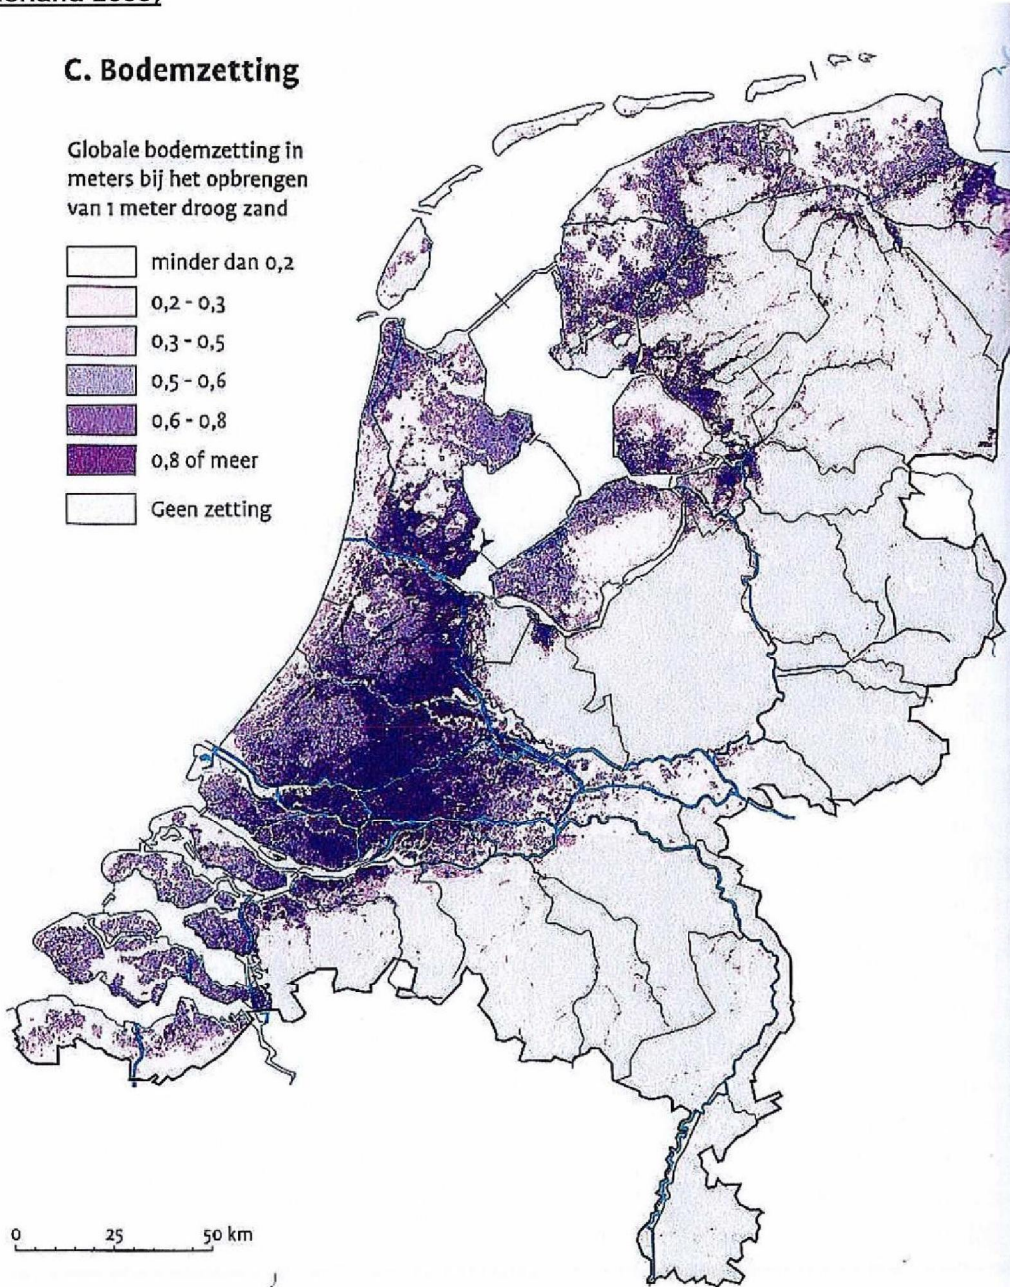 C. Bodemzetting
Globale bodemzetting in
meters bij het opbrengen
van 1 meter droog zand
minder dan 0,2
0,2 - 0,3
0,3 - 0,5
0,5 - 0,6
0,6 - 0,8
0,8 of meer
Geen zetting
0 25 50 km